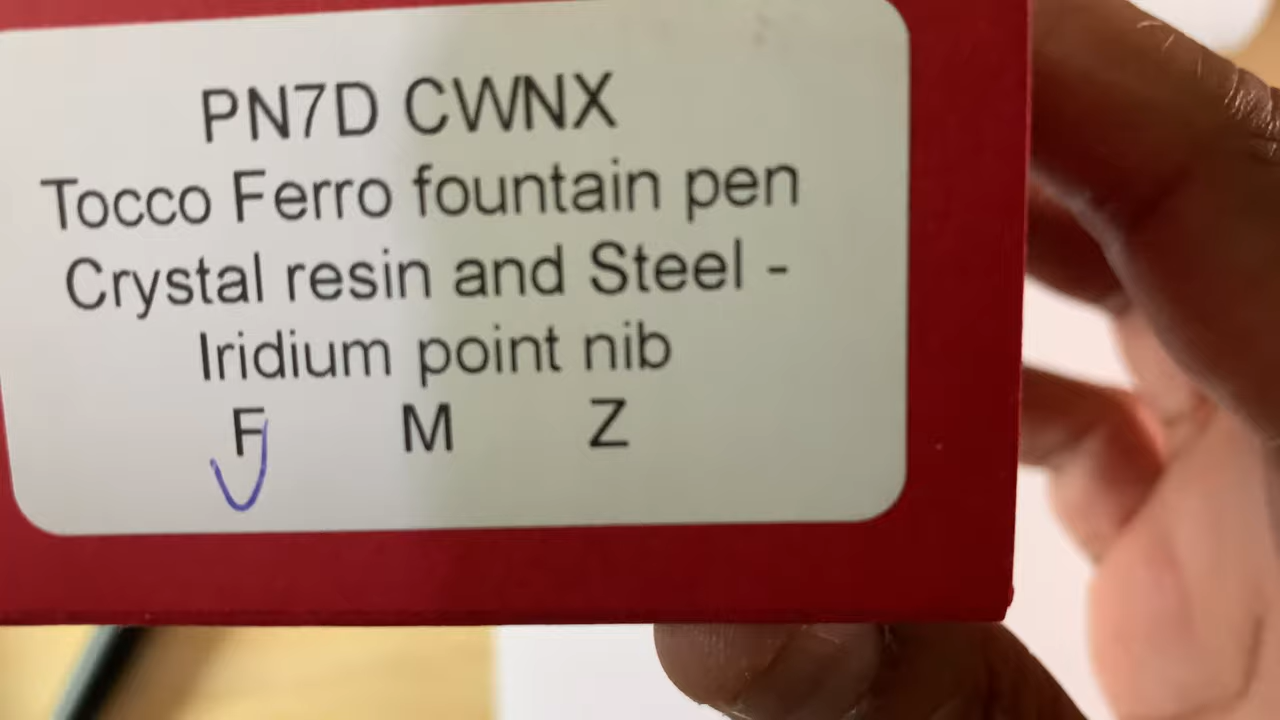 PN7D CWNX
Tocco Ferro fountain pen
Crystal resin and Steel -
Iridium point nib
F M Z